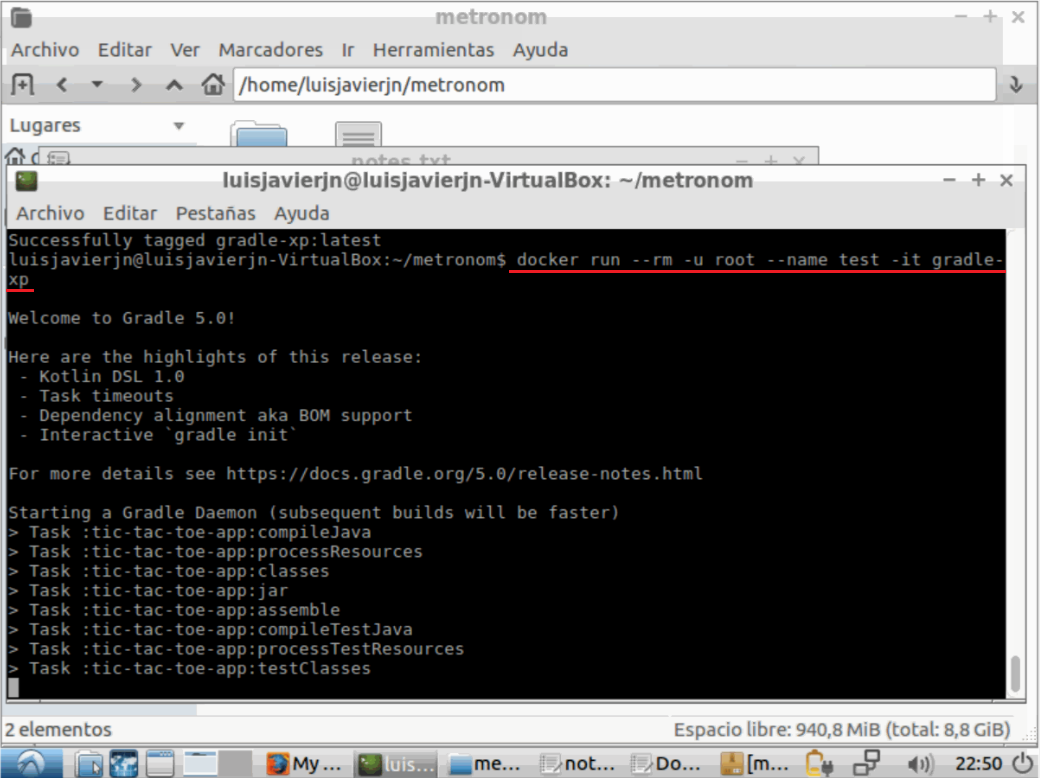 metronom
Archivo Editar Ver Marcadores Ir Herramientas Ayuda
/home/luisjavierjn/metronom
Lugares
notes.txt
luisjavierjn@luisjavierjn-VirtualBox: ~/metronom
Archivo Editar Pestañas Ayuda
Successfully tagged gradle-xp:latest
luisjavierjn@luisjavierjn-VirtualBox:~/metronom$ docker run --rm -u root --name test -it gradle-
xp
Welcome to Gradle 5.0!
Here are the highlights of this release:
- Kotlin DSL 1.0
- Task timeouts
- Dependency alignment aka BOM support
- Interactive `gradle init`
For more details see https://docs.gradle.org/5.0/release-notes.html
Starting a Gradle Daemon (subsequent builds will be faster)
> Task :tic-tac-toe-app:compileJava
> Task :tic-tac-toe-app:processResources
> Task :tic-tac-toe-app:classes
> Task :tic-tac-toe-app:jar
> Task :tic-tac-toe-app:assemble
> Task :tic-tac-toe-app:compileTestJava
> Task :tic-tac-toe-app:processTestResources
> Task :tic-tac-toe-app:testClasses
2 elementos
Espacio libre: 940,8 MiB (total: 8,8 GiB)
My ... luis... me... not... Do... [m... 22:50